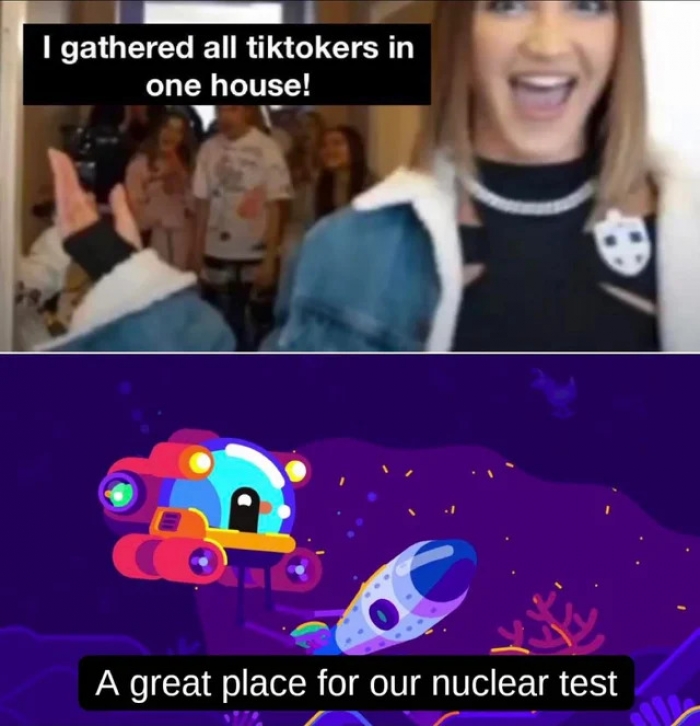 I gathered all tiktokers in
one house!
A great place for our nuclear test